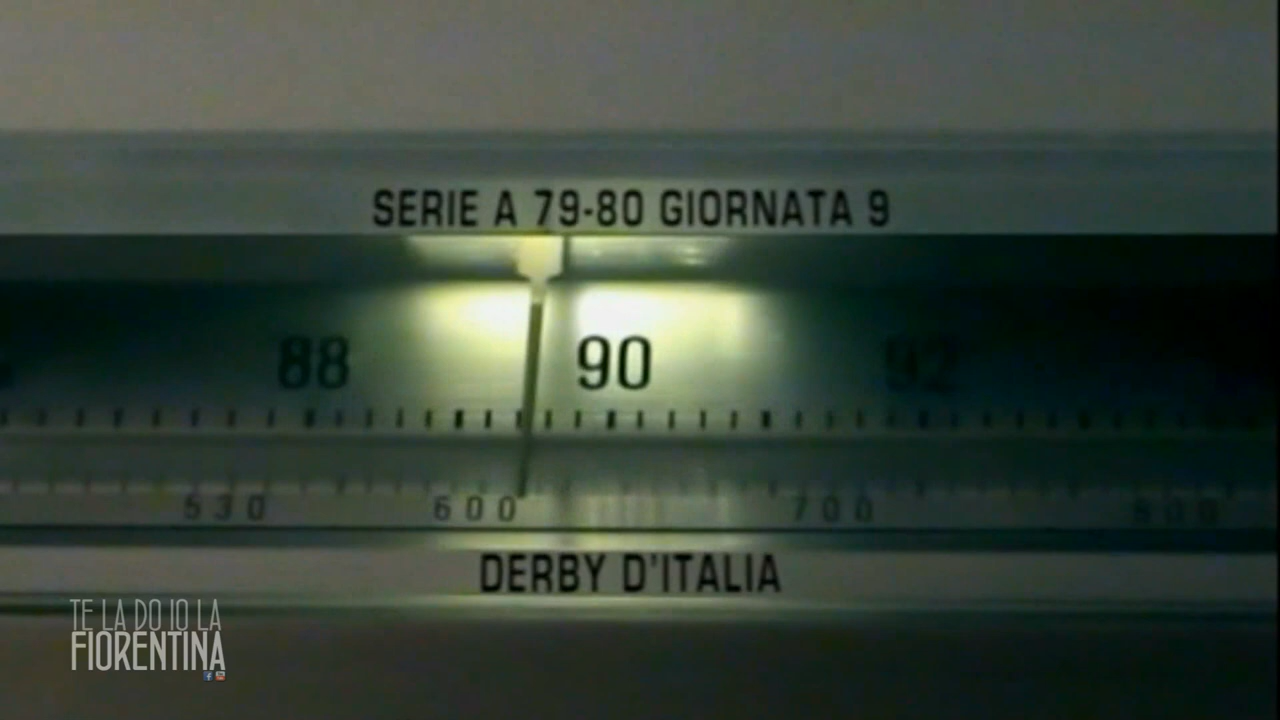 SERIE A 79-80 GIORNATA 9
88 90 92
530 600 700 800
DERBY D'ITALIA
TE LA DO IO LA
FIORENTINA